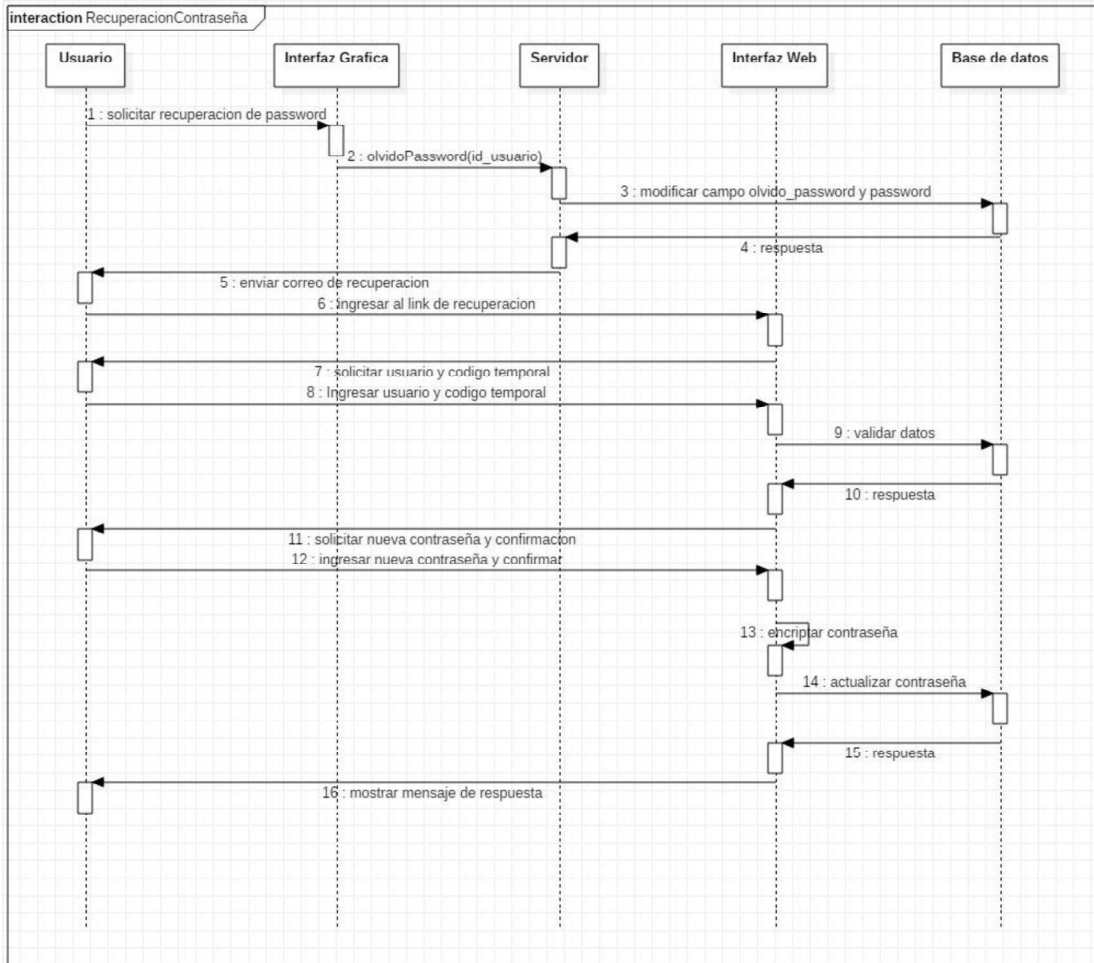 interaction RecuperacionContraseña
Usuario
Interfaz Grafica
Servidor
Interfaz Web
Base de datos
1 : solicitar recuperacion de password
2 : olvidoPassword(id_usuario)
3 : modificar campo olvido_password y password
4 : respuesta
5 : enviar correo de recuperacion
6 : ingresar al link de recuperacion
7 : solicitar usuario y codigo temporal
8 : Ingresar usuario y codigo temporal
9 : validar datos
10 : respuesta
11 : solicitar nueva contraseña y confirmacion
12 : ingresar nueva contraseña y confirmar
13 : encriptar contraseña
14 : actualizar contraseña
15 : respuesta
16 : mostrar mensaje de respuesta